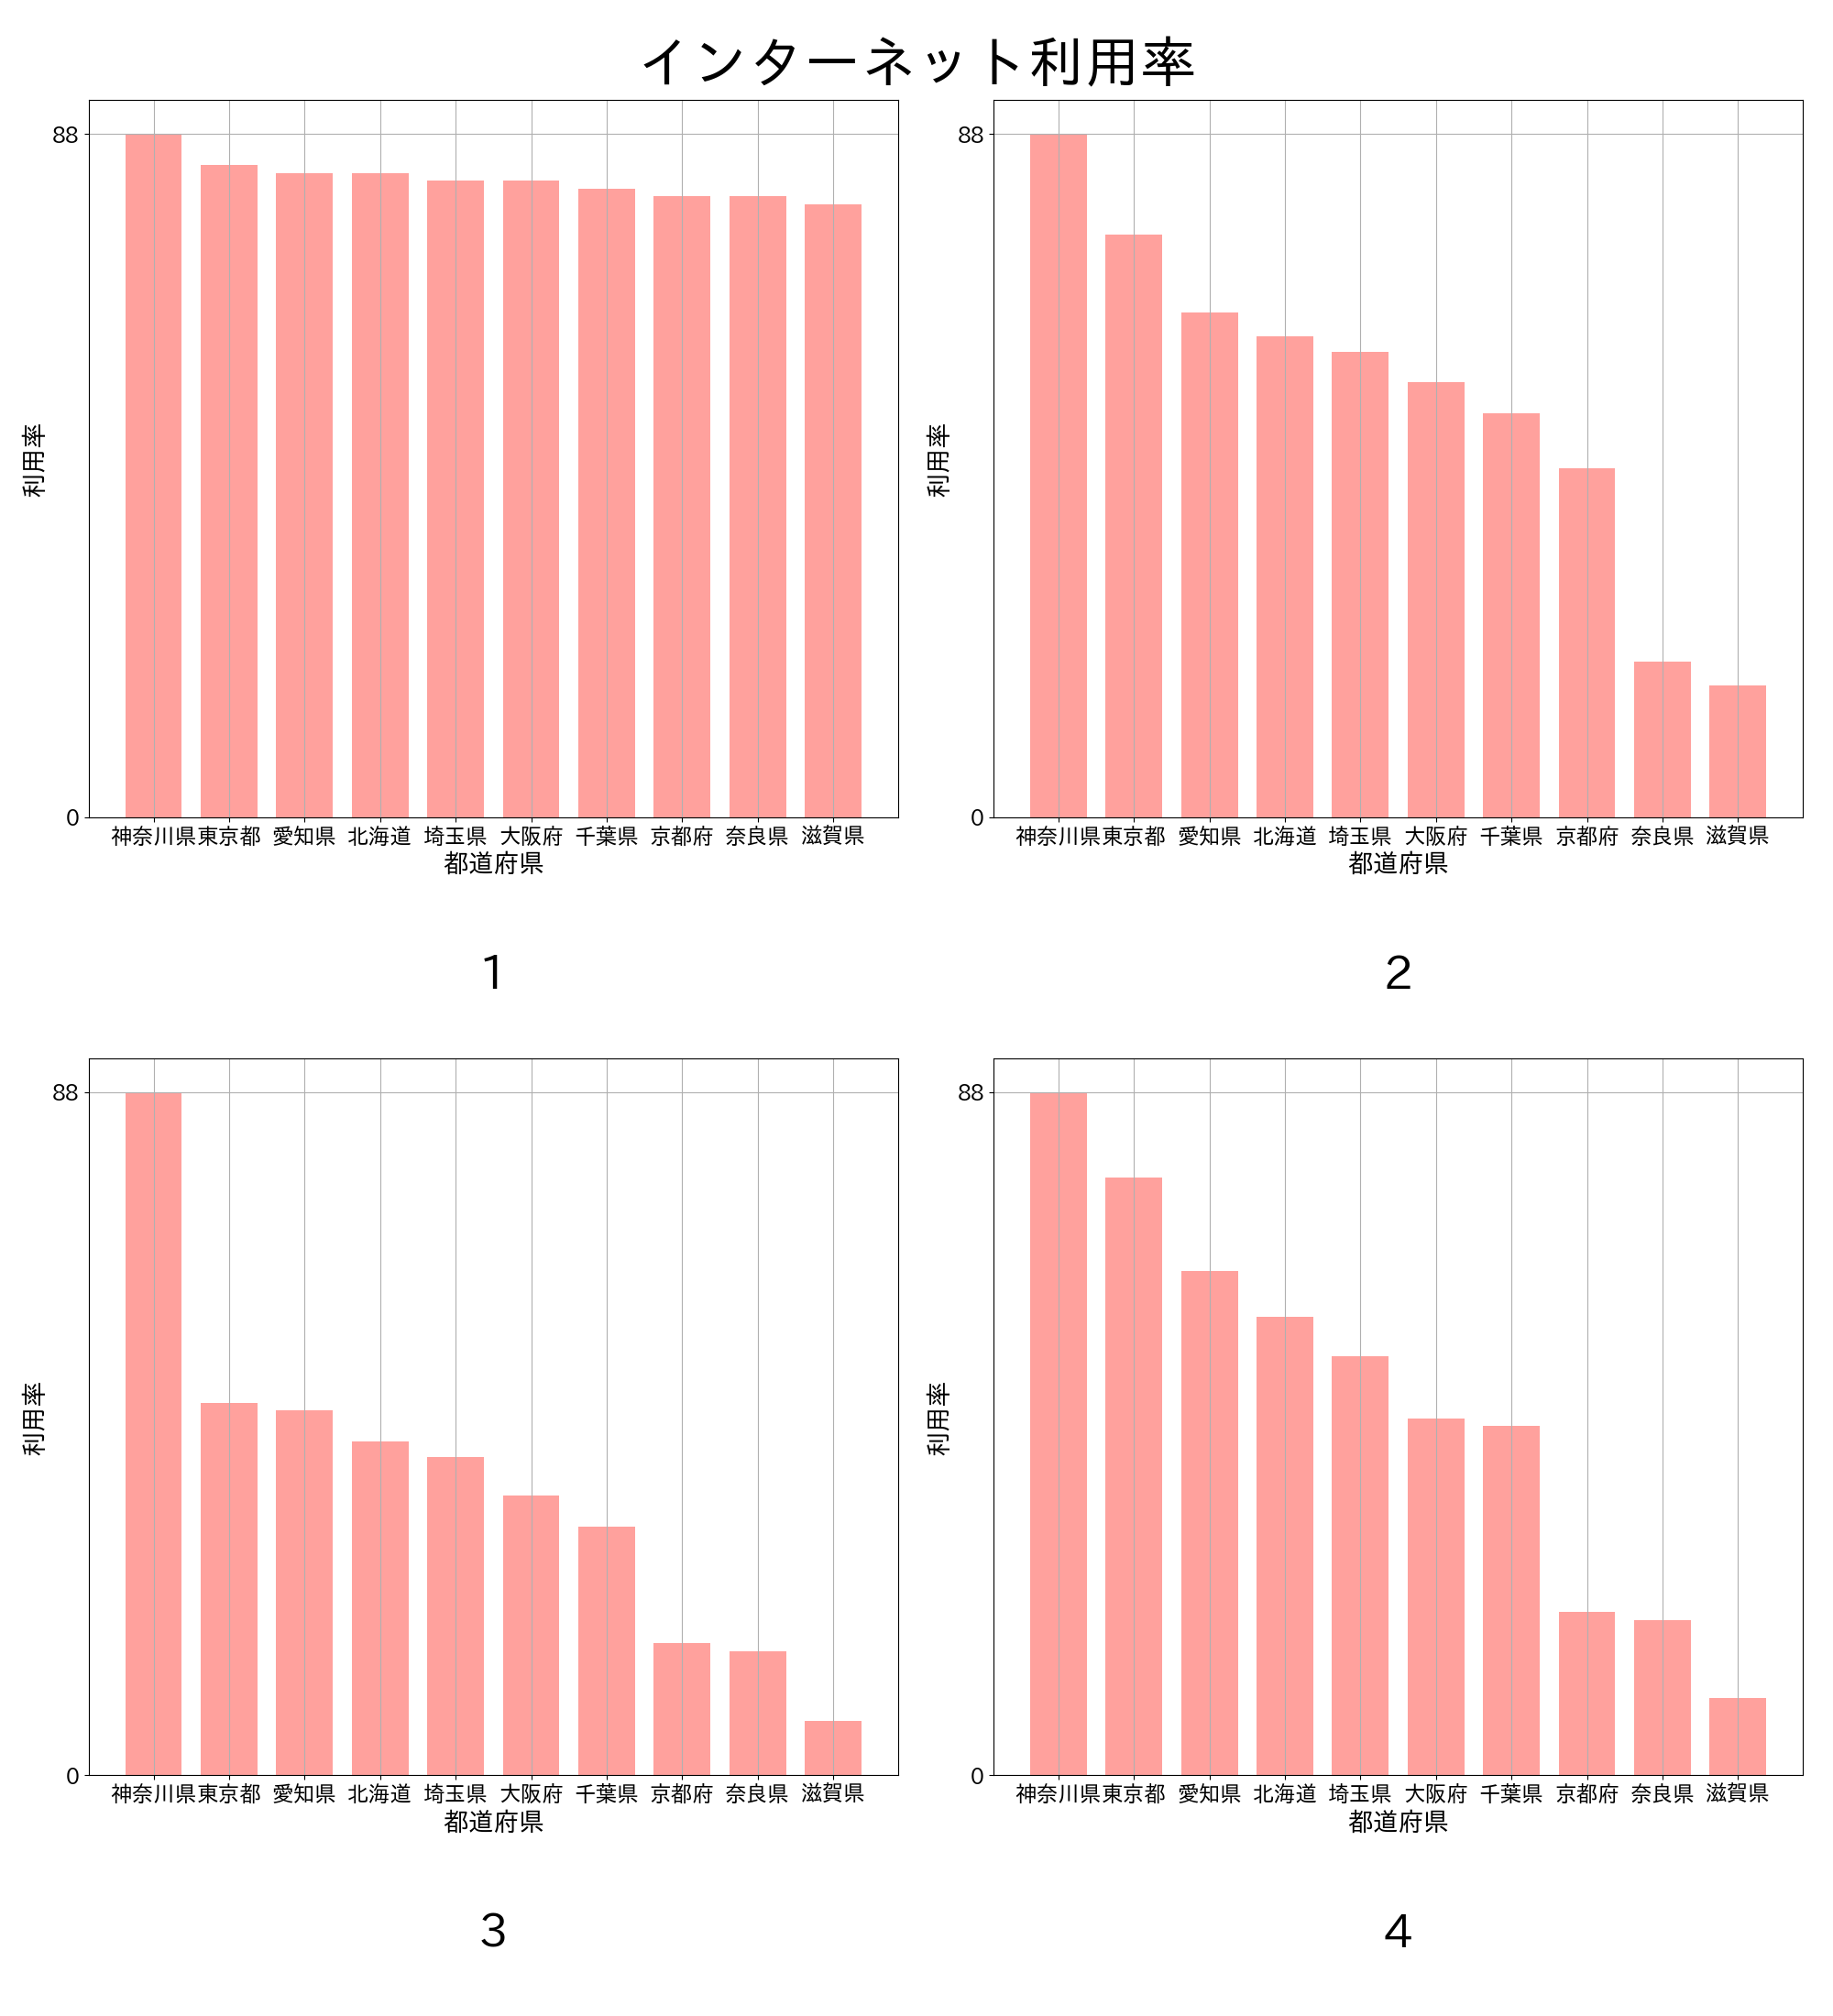 インターネット利用率
88
0
利用率
神奈川県 東京都 愛知県 北海道 埼玉県 大阪府 千葉県 京都府 奈良県 滋賀県
都道府県
1
88
0
利用率
神奈川県 東京都 愛知県 北海道 埼玉県 大阪府 千葉県 京都府 奈良県 滋賀県
都道府県
2
88
0
利用率
神奈川県 東京都 愛知県 北海道 埼玉県 大阪府 千葉県 京都府 奈良県 滋賀県
都道府県
3
88
0
利用率
神奈川県 東京都 愛知県 北海道 埼玉県 大阪府 千葉県 京都府 奈良県 滋賀県
都道府県
4